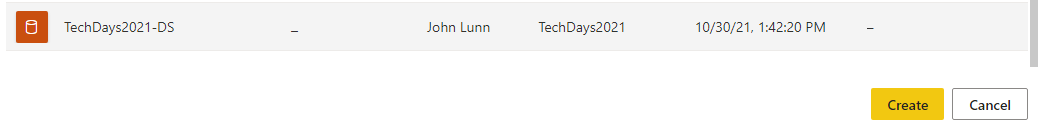 TechDays2021-DS – John Lunn TechDays2021 10/30/21, 1:42:20 PM –
Create Cancel